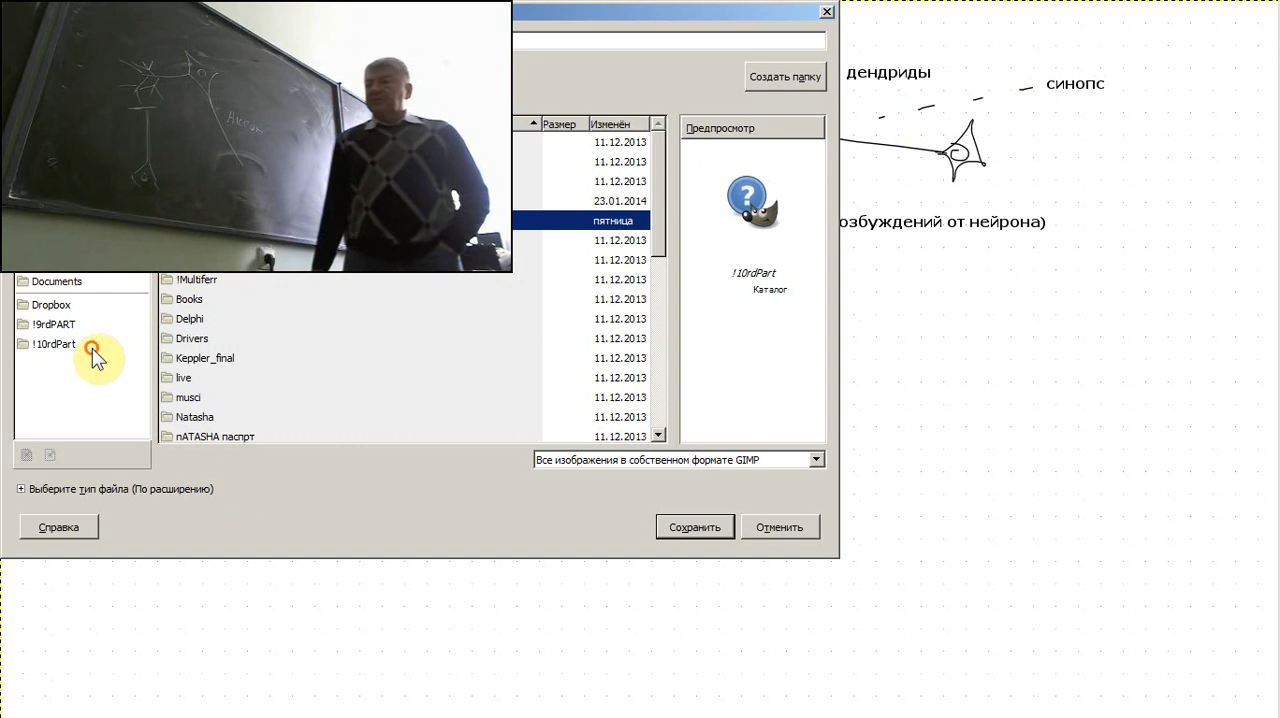 Создать папку
Размер
Изменён
Предпросмотр
11.12.2013
11.12.2013
11.12.2013
23.01.2014
пятница
11.12.2013
11.12.2013
Documents
Dropbox
!9rdPART
!10rdPart
!Multiferr 11.12.2013
Books 11.12.2013
Delphi 11.12.2013
Drivers 11.12.2013
Keppler_final 11.12.2013
live 11.12.2013
musci 11.12.2013
Natasha 11.12.2013
nATASHA паспрт 11.12.2013
!10rdPart
Каталог
Все изображения в собственном формате GIMP
Выберите тип файла (По расширению)
Справка
Сохранить
Отменить
дендриды
синопс
озбуждений от нейрона)